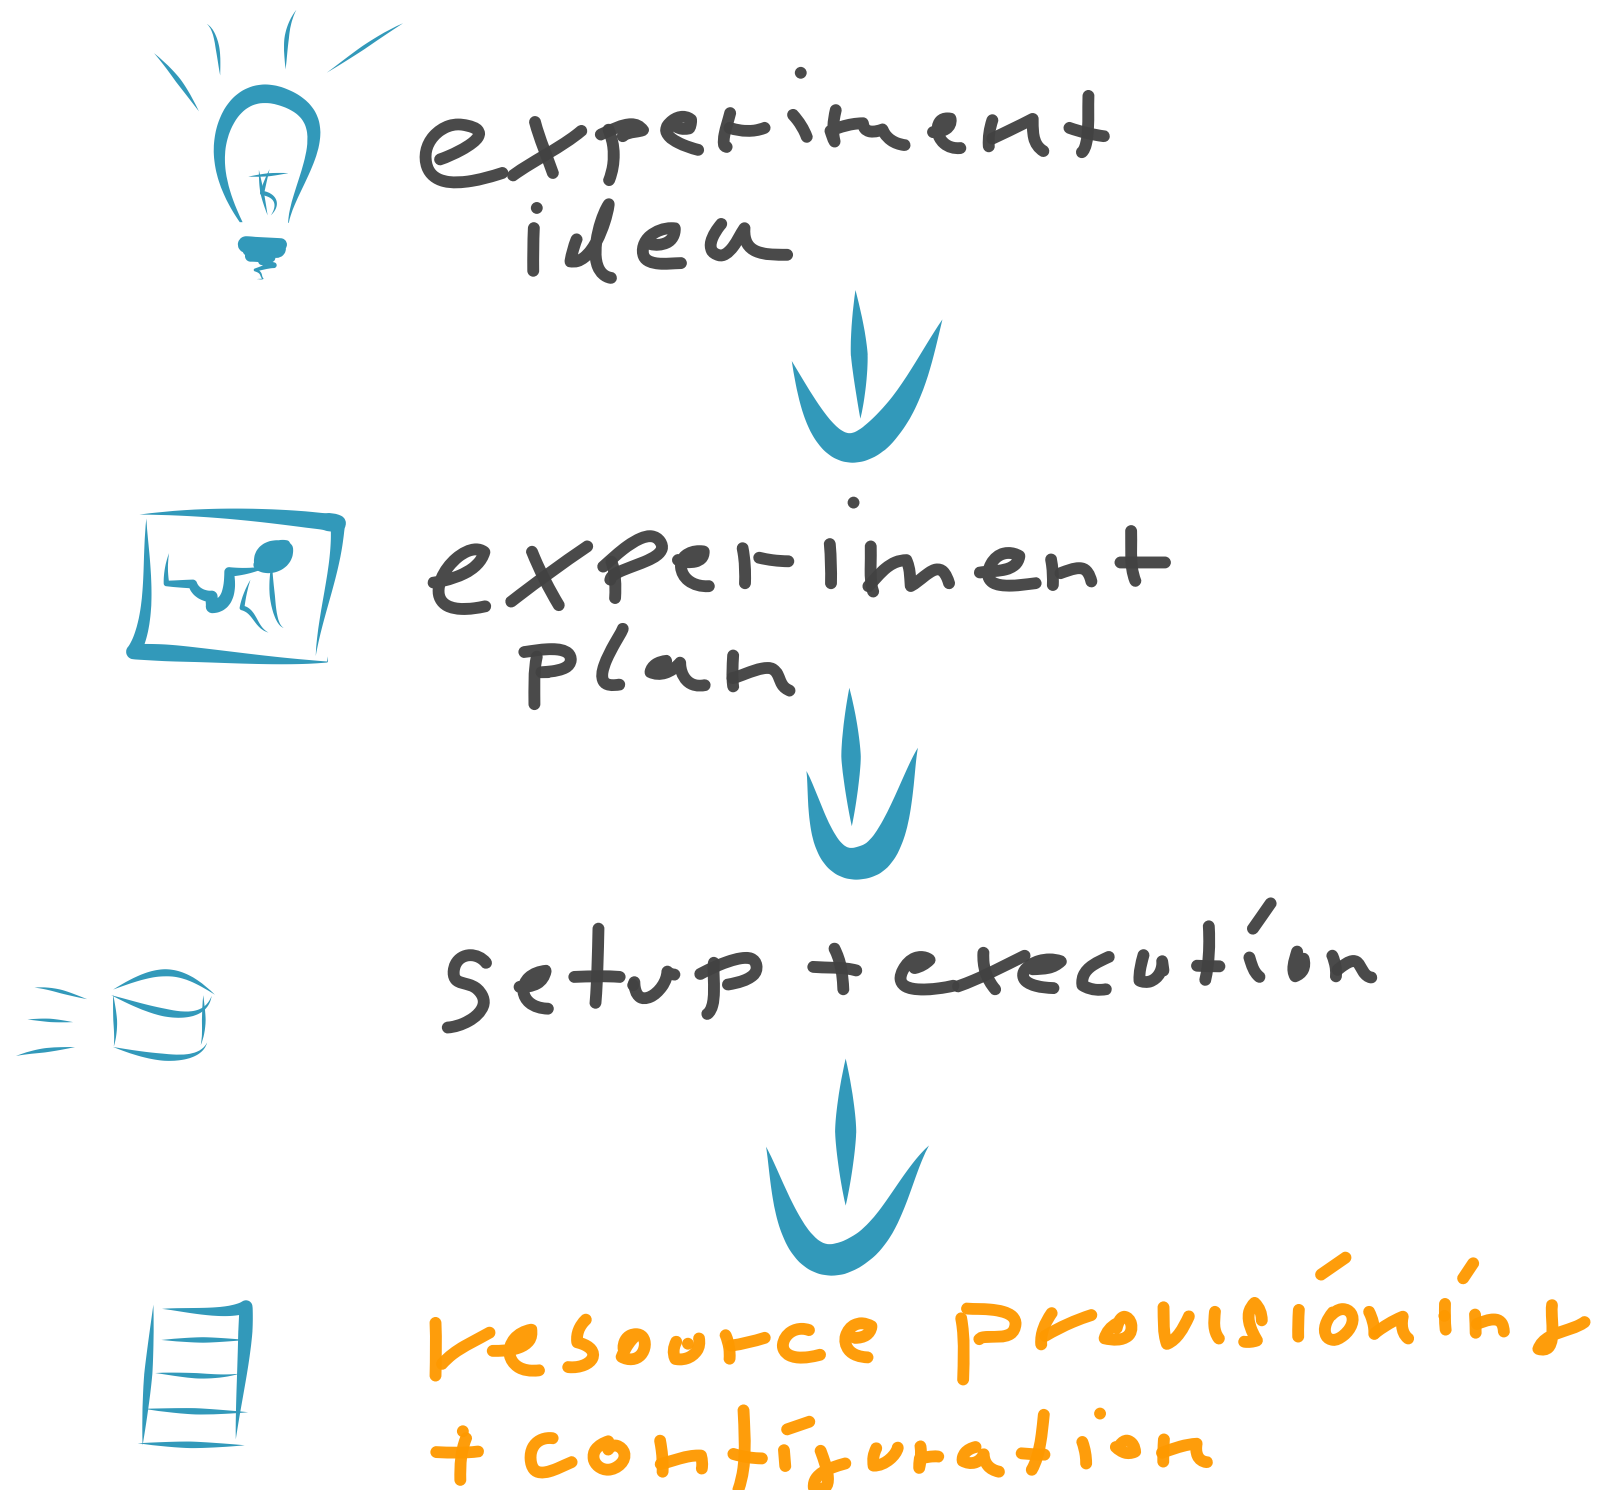 experiment
idea
experiment
plan
setup + execution
resource provisioning
+ configuration